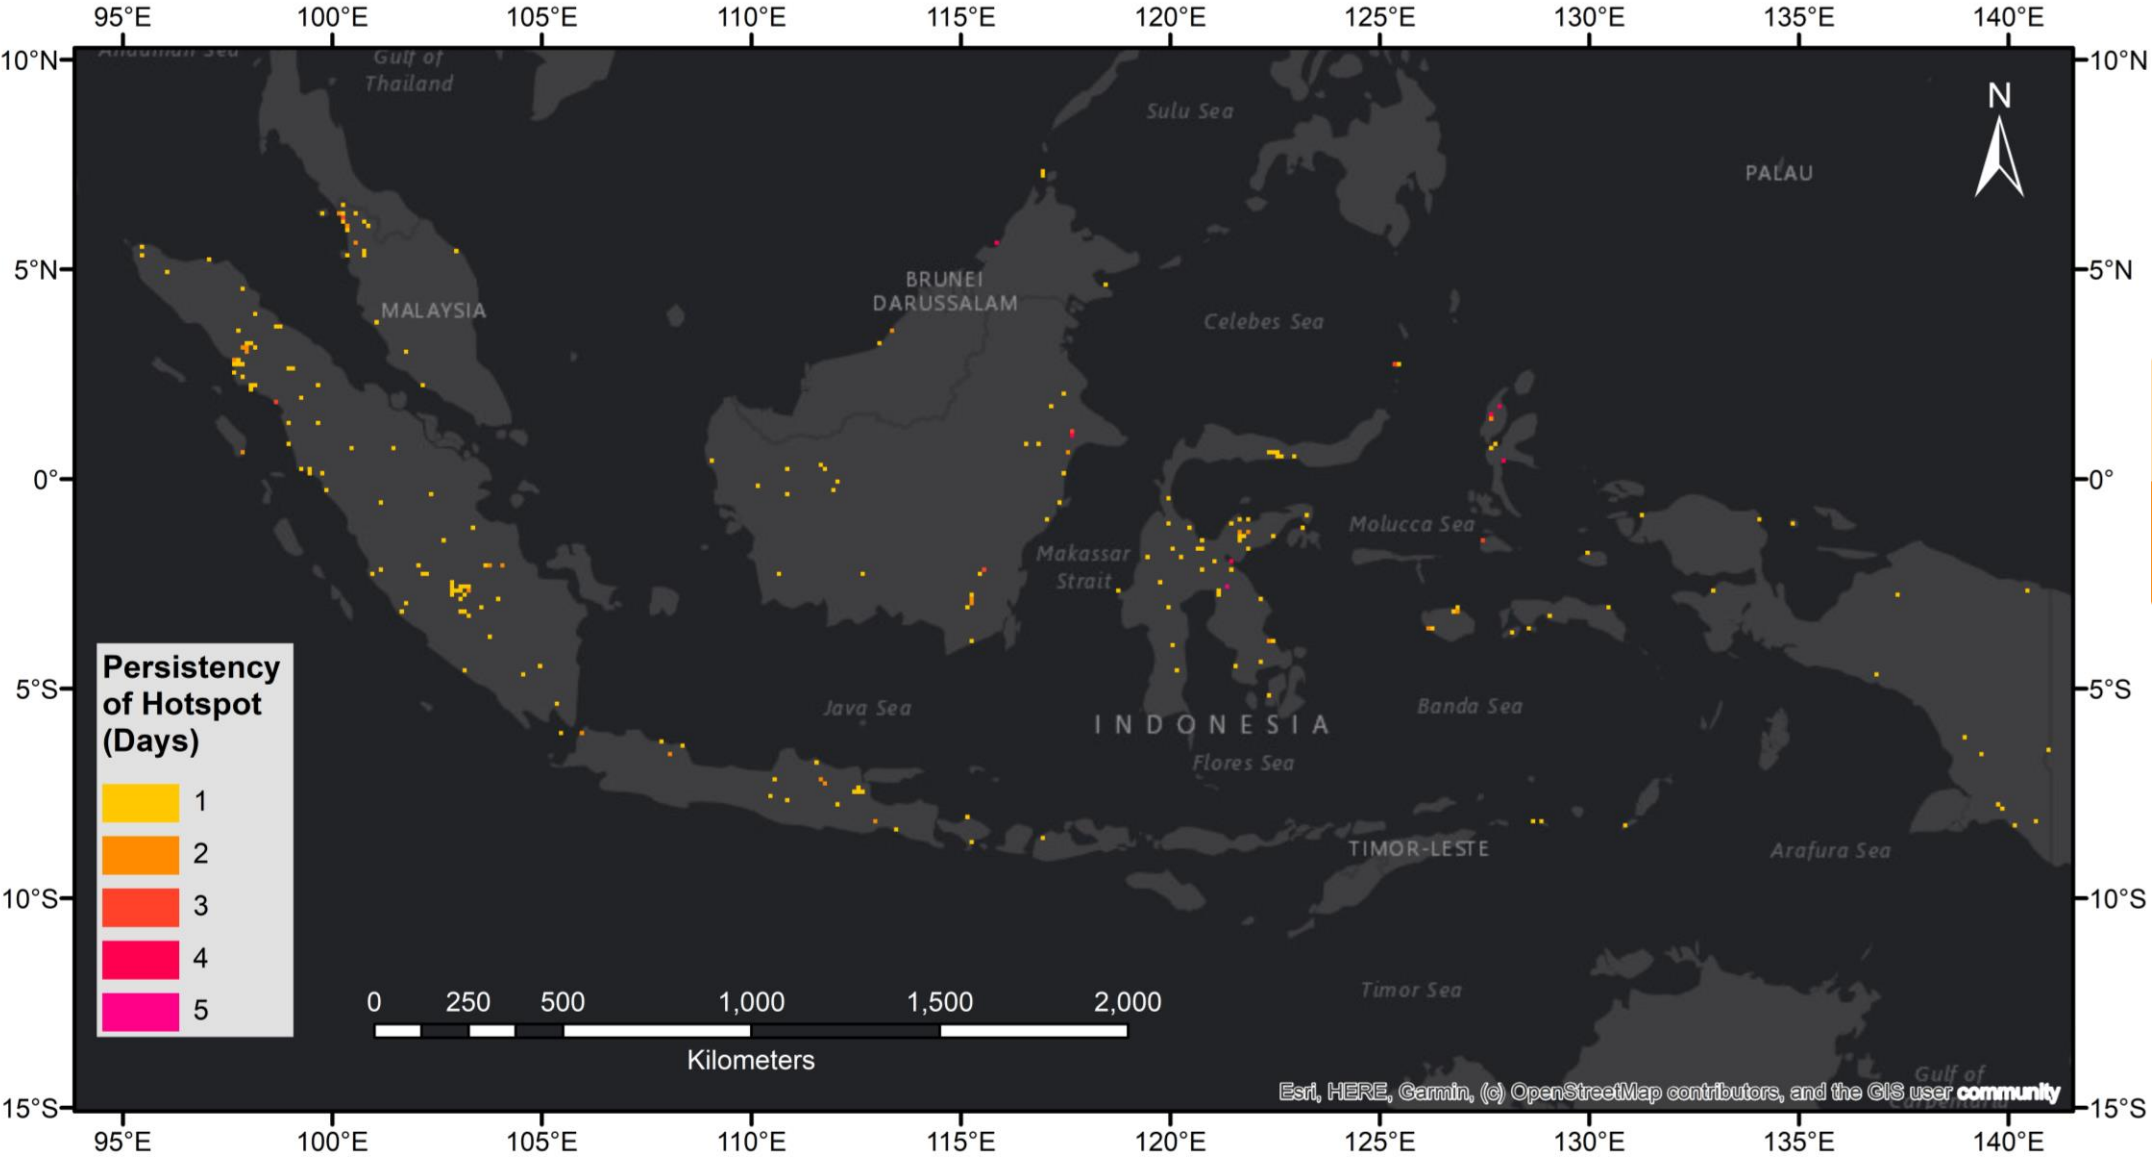 95°E 100°E 105°E 110°E 115°E 120°E 125°E 130°E 135°E 140°E
Andaman Sea
10°N
Gulf of
Thailand
Sulu Sea
N
10°N
PALAU
5°N
5°N
BRUNEI
DARUSSALAM
MALAYSIA
Celebes Sea
0°
0°
Molucca Sea
Makassar
Strait
Persistency
of Hotspot
(Days)
1
2
3
4
5
5°S
5°S
Java Sea
Banda Sea
INDONESIA
Flores Sea
TIMOR-LESTE
Arafura Sea
10°S
10°S
Timor Sea
0 250 500 1,000 1,500 2,000
Kilometers
Gulf of
Carpentaria
Esri, HERE, Garmin, (c) OpenStreetMap contributors, and the GIS user community
15°S
15°S
95°E 100°E 105°E 110°E 115°E 120°E 125°E 130°E 135°E 140°E